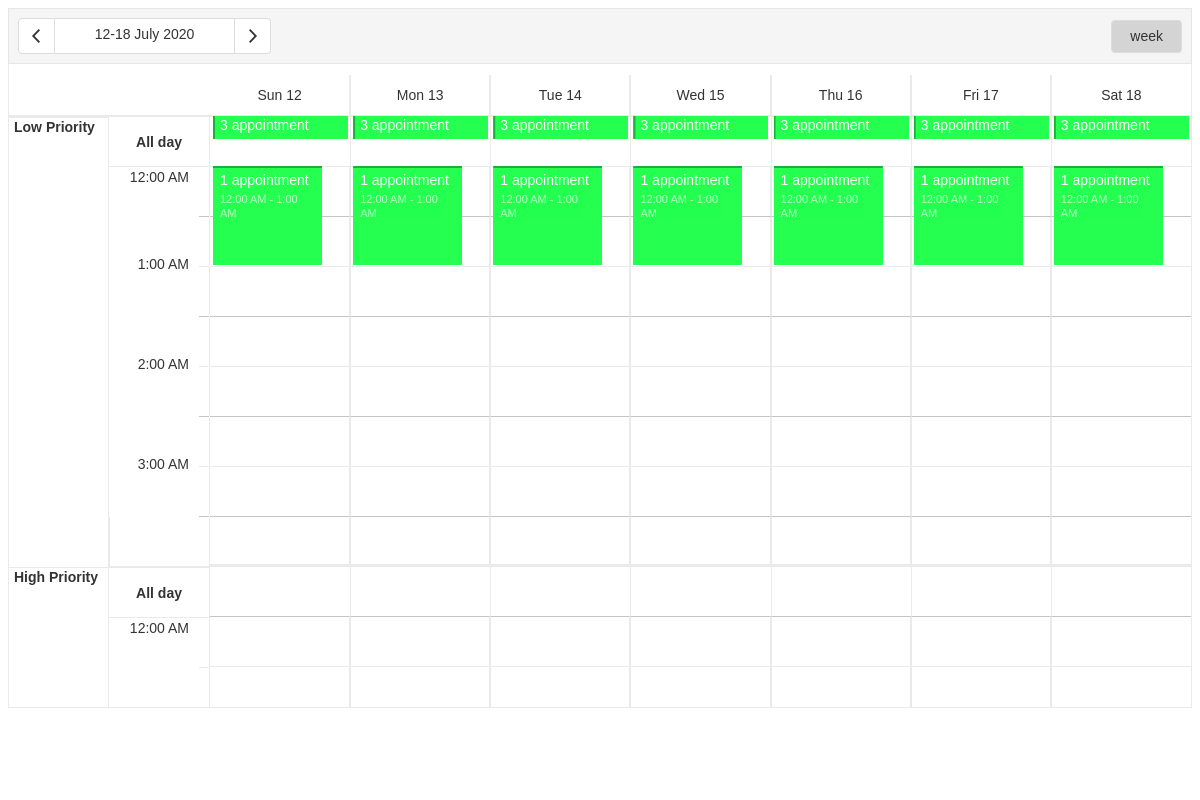 12-18 July 2020
week
Sun 12 Mon 13 Tue 14 Wed 15 Thu 16 Fri 17 Sat 18
Low Priority
All day
3 appointment 3 appointment 3 appointment 3 appointment 3 appointment 3 appointment 3 appointment
12:00 AM
1 appointment 1 appointment 1 appointment 1 appointment 1 appointment 1 appointment 1 appointment
12:00 AM - 1:00 12:00 AM - 1:00 12:00 AM - 1:00 12:00 AM - 1:00 12:00 AM - 1:00 12:00 AM - 1:00 12:00 AM - 1:00
AM AM AM AM AM AM AM
1:00 AM
2:00 AM
3:00 AM
High Priority
All day
12:00 AM